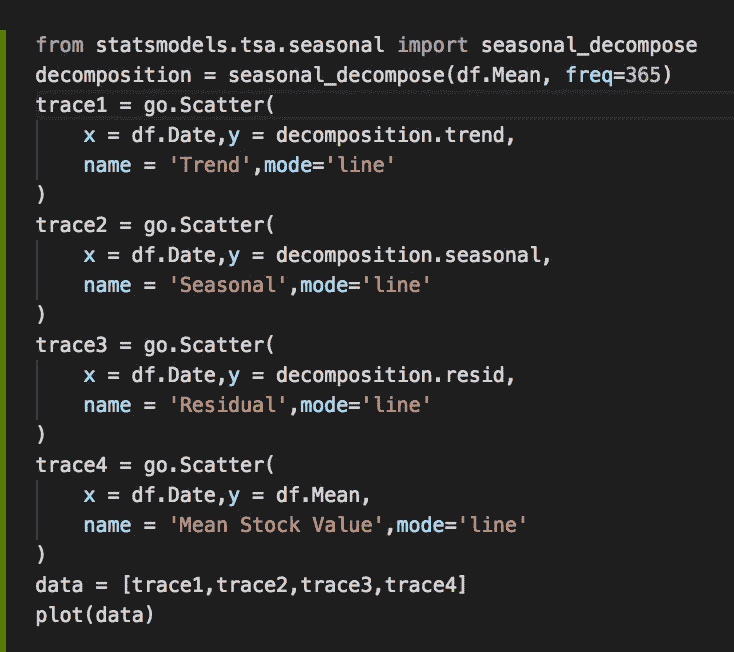 from statsmodels.tsa.seasonal import seasonal_decompose
decomposition = seasonal_decompose(df.Mean, freq=365)
trace1 = go.Scatter(
    x = df.Date,y = decomposition.trend,
    name = 'Trend',mode='line'
)
trace2 = go.Scatter(
    x = df.Date,y = decomposition.seasonal,
    name = 'Seasonal',mode='line'
)
trace3 = go.Scatter(
    x = df.Date,y = decomposition.resid,
    name = 'Residual',mode='line'
)
trace4 = go.Scatter(
    x = df.Date,y = df.Mean,
    name = 'Mean Stock Value',mode='line'
)
data = [trace1,trace2,trace3,trace4]
plot(data)